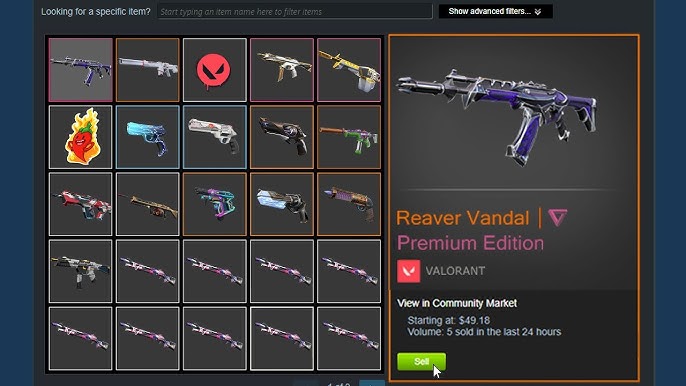 Looking for a specific item?
Start typing an item name here to filter items
Show advanced filters...
Reaver Vandal |
Premium Edition
VALORANT
View in Community Market
Starting at: $49.18
Volume: 5 sold in the last 24 hours
Sell